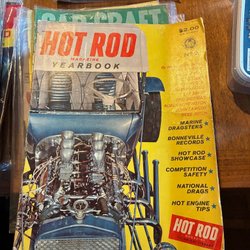 CAR CRAFT
HOT ROD
MAGAZINE
YEARBOOK
$2.00
MARINE
DRAGSTERS
BONNEVILLE
RECORDS
HOT ROD
SHOWCASE
COMPETITION
SAFETY
NATIONAL
DRAGS
HOT ENGINE
TIPS
HOT ROD